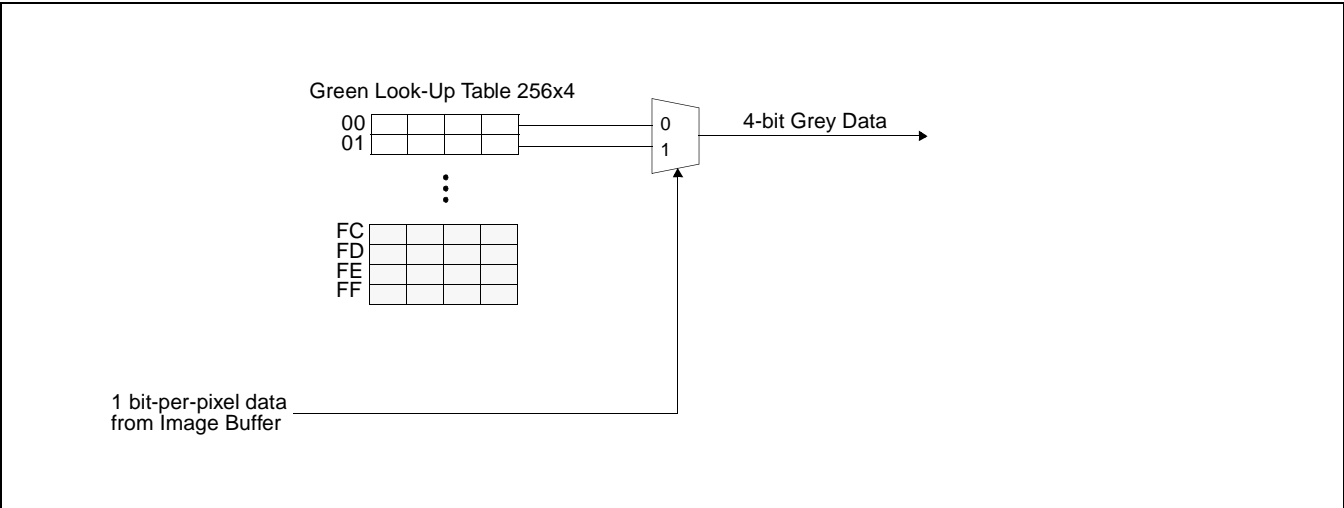 Green Look-Up Table 256x4
00
01
0
1
4-bit Grey Data
FC
FD
FE
FF
1 bit-per-pixel data
from Image Buffer